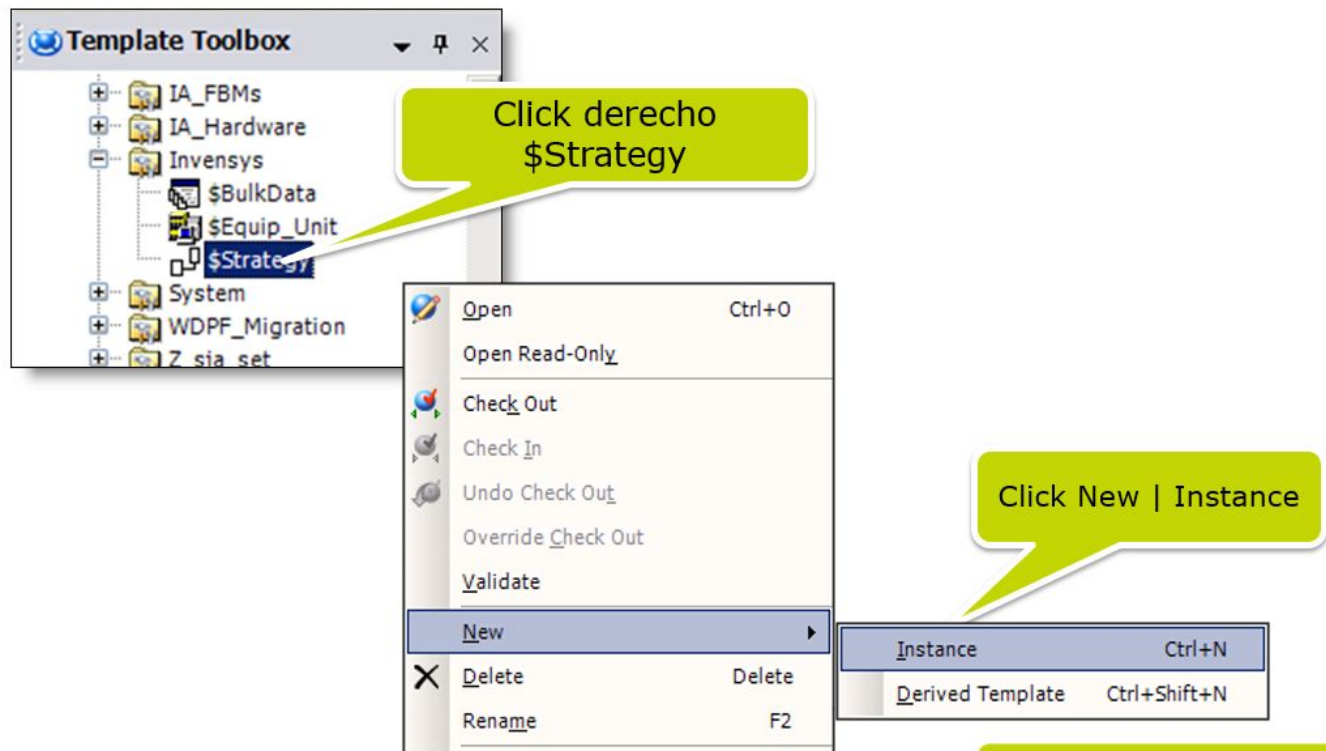 Template Toolbox
IA_FBMs
IA_Hardware
Invensys
$BulkData
$Equip_Unit
$Strategy
System
WDPF_Migration
Z_sia_set
Click derecho
$Strategy
Open Ctrl+O
Open Read-Only
Check Out
Check In
Undo Check Out
Override Check Out
Validate
New
Delete Delete
Rename F2
Click New | Instance
Instance Ctrl+N
Derived Template Ctrl+Shift+N